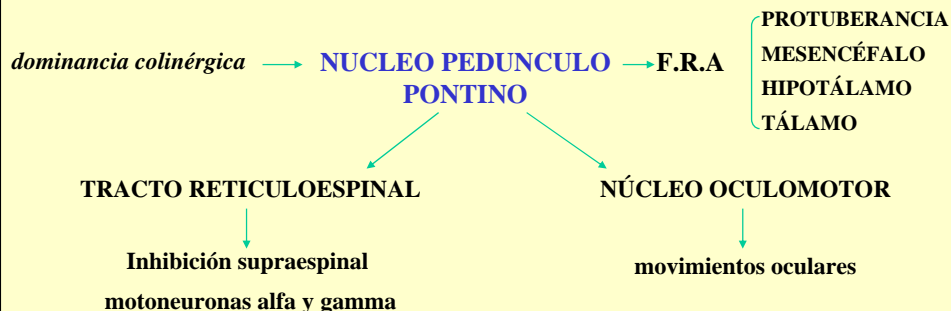 PROTUBERANCIA
dominancia colinérgica NUCLEO PEDUNCULO F.R.A MESENCÉFALO
PONTINO
HIPOTÁLAMO
TÁLAMO
TRACTO RETICULOESPINAL NÚCLEO OCULOMOTOR
Inhibición supraespinal movimientos oculares
motoneuronas alfa y gamma